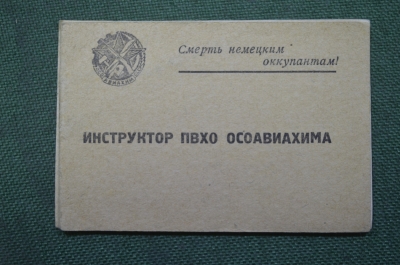 Смерть немецким
оккупантам!
ИНСТРУКТОР ПВХО ОСОАВИАХИМА